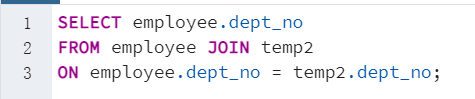 1 SELECT employee.dept_no
2 FROM employee JOIN temp2
3 ON employee.dept_no = temp2.dept_no;